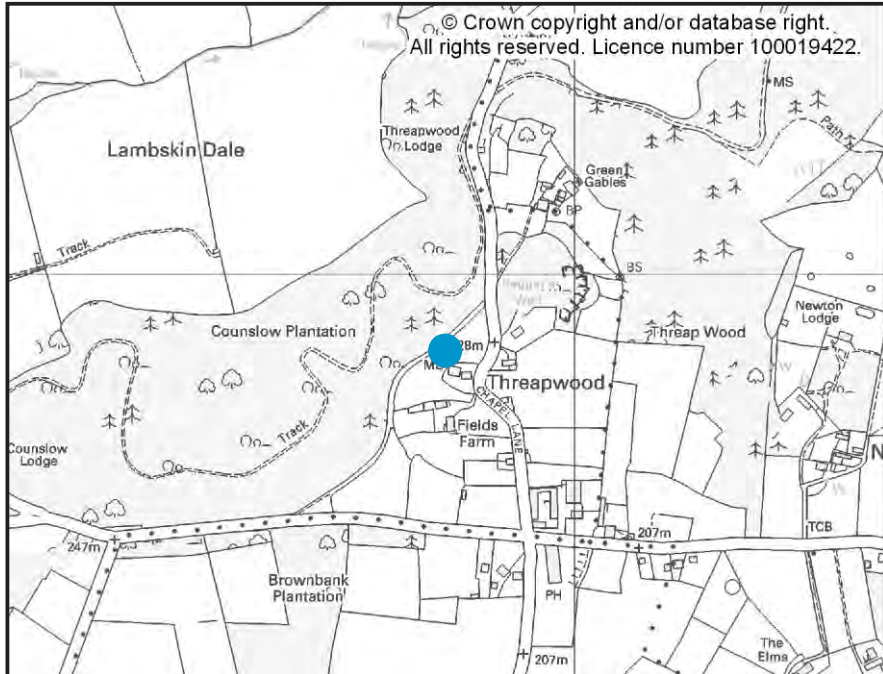 © Crown copyright and/or database right.
All rights reserved. Licence number 100019422.
MS
Threapwood
Lodge
Path
Lambskin Dale
Green
Gables
BP
Track
BS
Newton
Lodge
Counslow Plantation
Threap Wood
28m
W
Threapwood
CHAPEL LANE
Fields
Farm
Track
Counslow
Lodge
N
W
TCB
247m
207m
Brownbank
Plantation
PH
The
Elms
207m